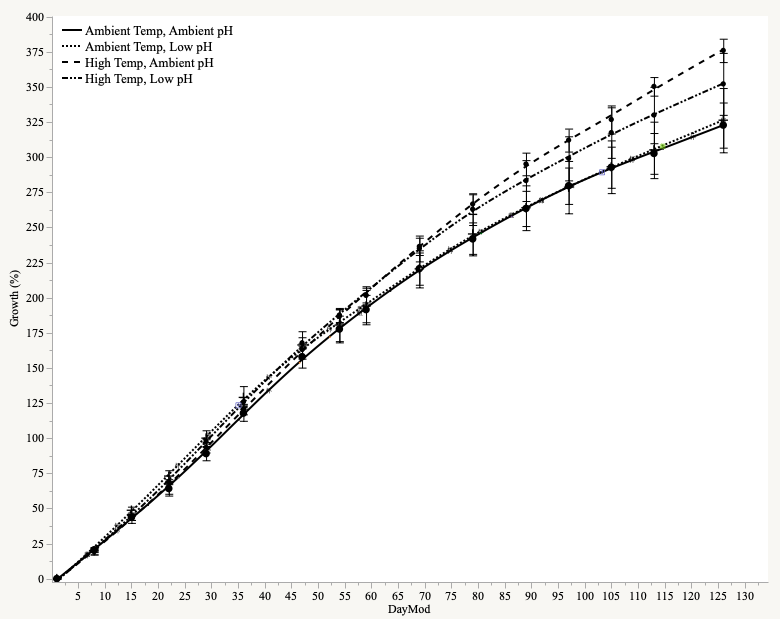 400
375
350
325
300
275
250
225
200
175
150
125
100
75
50
25
0
Growth (%)
Ambient Temp, Ambient pH
Ambient Temp, Low pH
High Temp, Ambient pH
High Temp, Low pH
5 10 15 20 25 30 35 40 45 50 55 60 65 70 75 80 85 90 95 100 105 110 115 120 125 130
DayMod